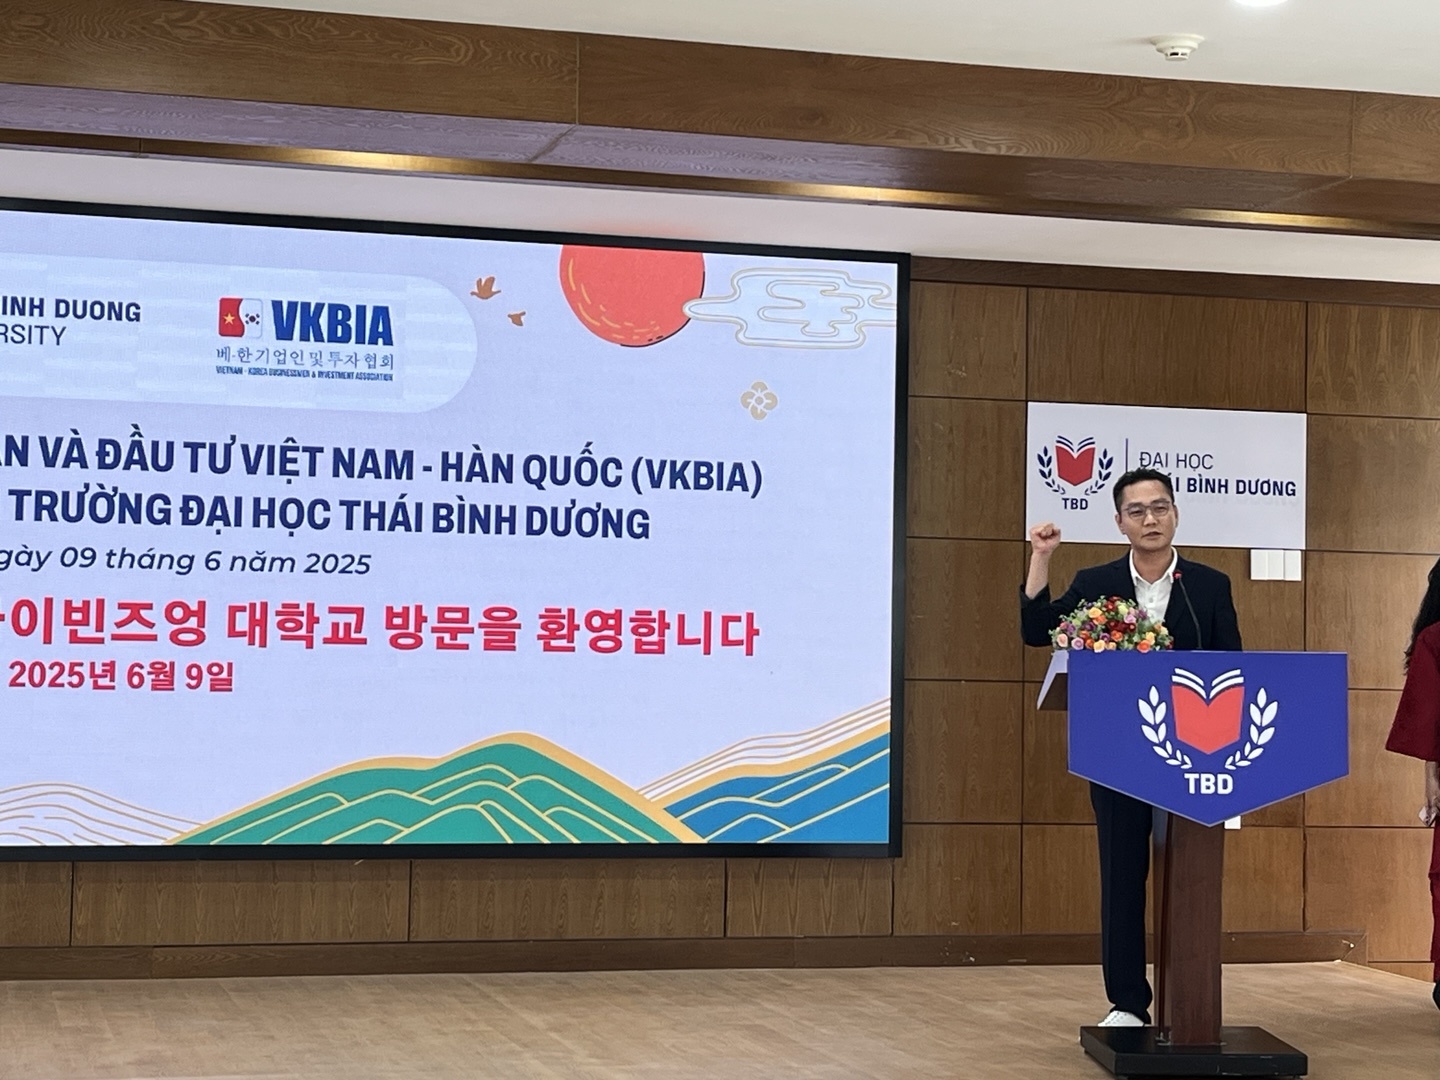 INH DUONG
RSITY
VKBIA
베-한기업인 및 투자협회
VIETNAM - KOREA BUSINESSMEN & INVESTMENT ASSOCIATION
ÂN VÀ ĐẦU TƯ VIỆT NAM - HÀN QUỐC (VKBIA)
TRƯỜNG ĐẠI HỌC THÁI BÌNH DƯƠNG
gày 09 tháng 6 năm 2025
이빈즈엉 대학교 방문을 환영합니다
2025년 6월 9일
TBD
ĐẠI HỌC
I BÌNH DƯƠNG
TBD